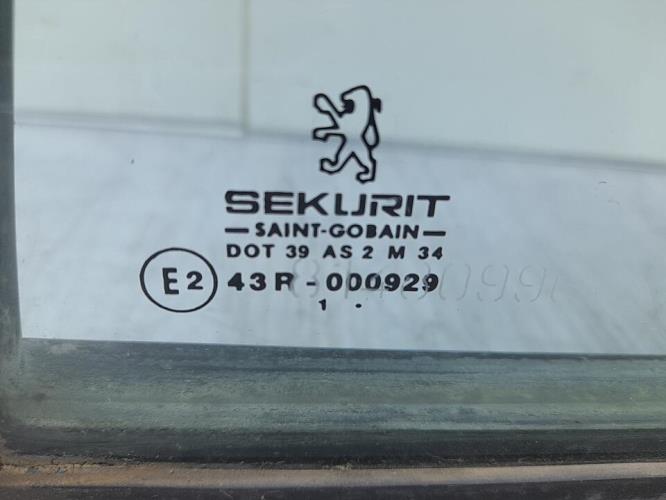 SEKURIT
SAINT-GOBAIN
DOT 39 AS 2 M 34
E2 43R - 000929
1 .